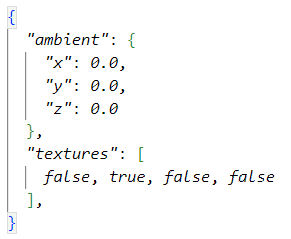 {
  "ambient": {
    "x": 0.0,
    "y": 0.0,
    "z": 0.0
  },
  "textures": [
    false, true, false, false
  ],
}